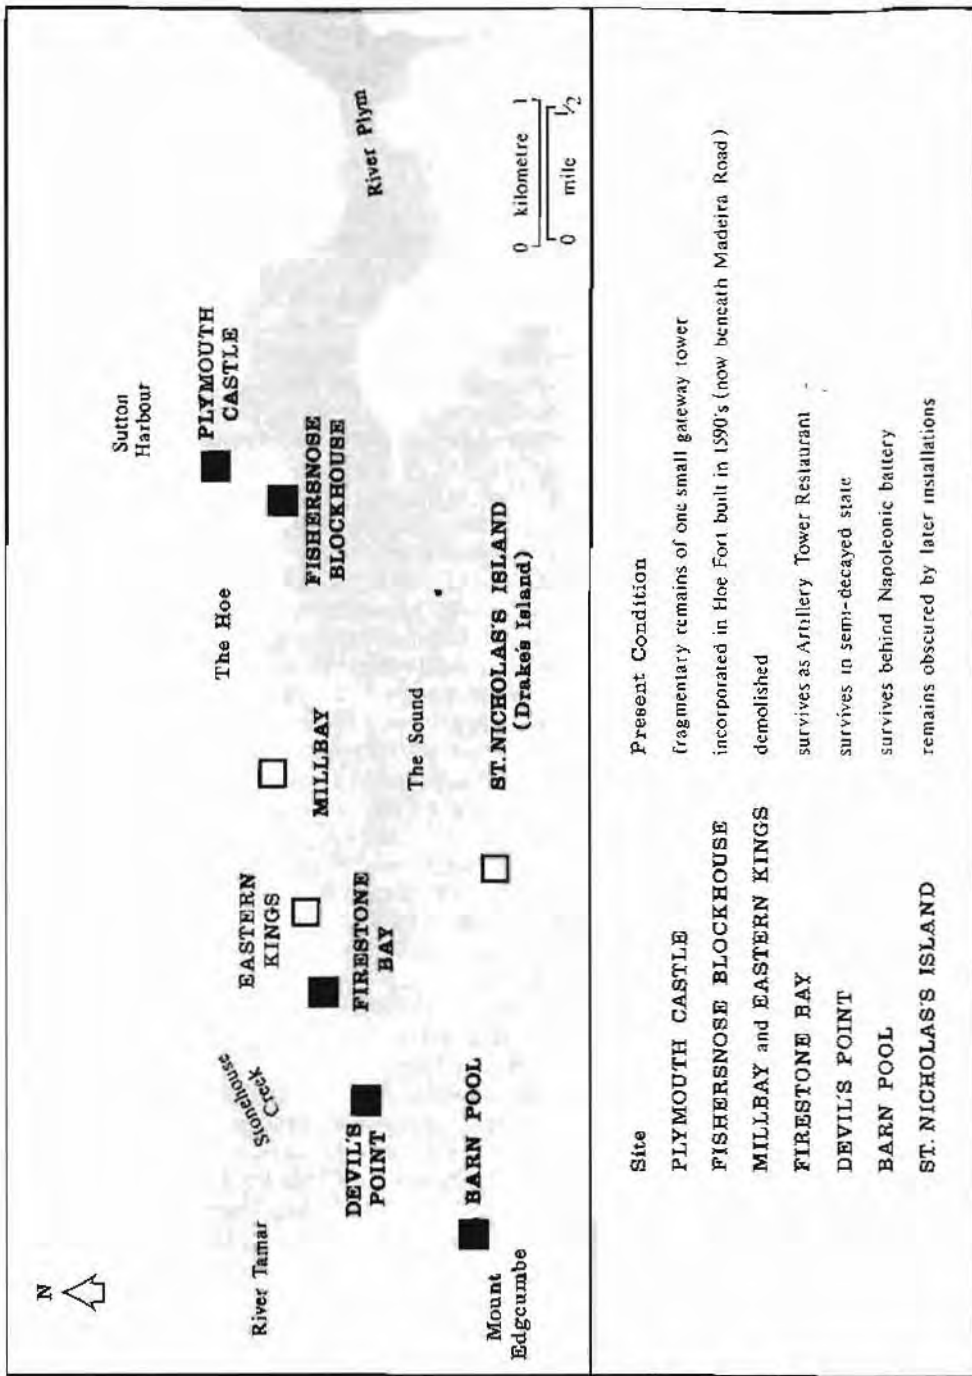 N
Sutton
Harbour
PLYMOUTH
CASTLE
The Hoe
FISHERSNOSE
BLOCKHOUSE
River Plym
EASTERN
KINGS
MILLBAY
Stonehouse
Creek
River Tamar
FIRESTONE
BAY
The Sound
DEVIL'S
POINT
BARN POOL
Mount
Edgcumbe
ST. NICHOLAS'S ISLAND
(Drake's Island)
0 kilometre 1
0 mile 1/2
Site Present Condition
PLYMOUTH CASTLE fragmentary remains of one small gateway tower
FISHERSNOSE BLOCKHOUSE incorporated in Hoe Fort built in 1590's (now beneath Madeira Road)
MILLBAY and EASTERN KINGS demolished
FIRESTONE BAY survives as Artillery Tower Restaurant
DEVIL'S POINT survives in semi-decayed state
BARN POOL survives behind Napoleonic battery
ST. NICHOLAS'S ISLAND remains obscured by later installations